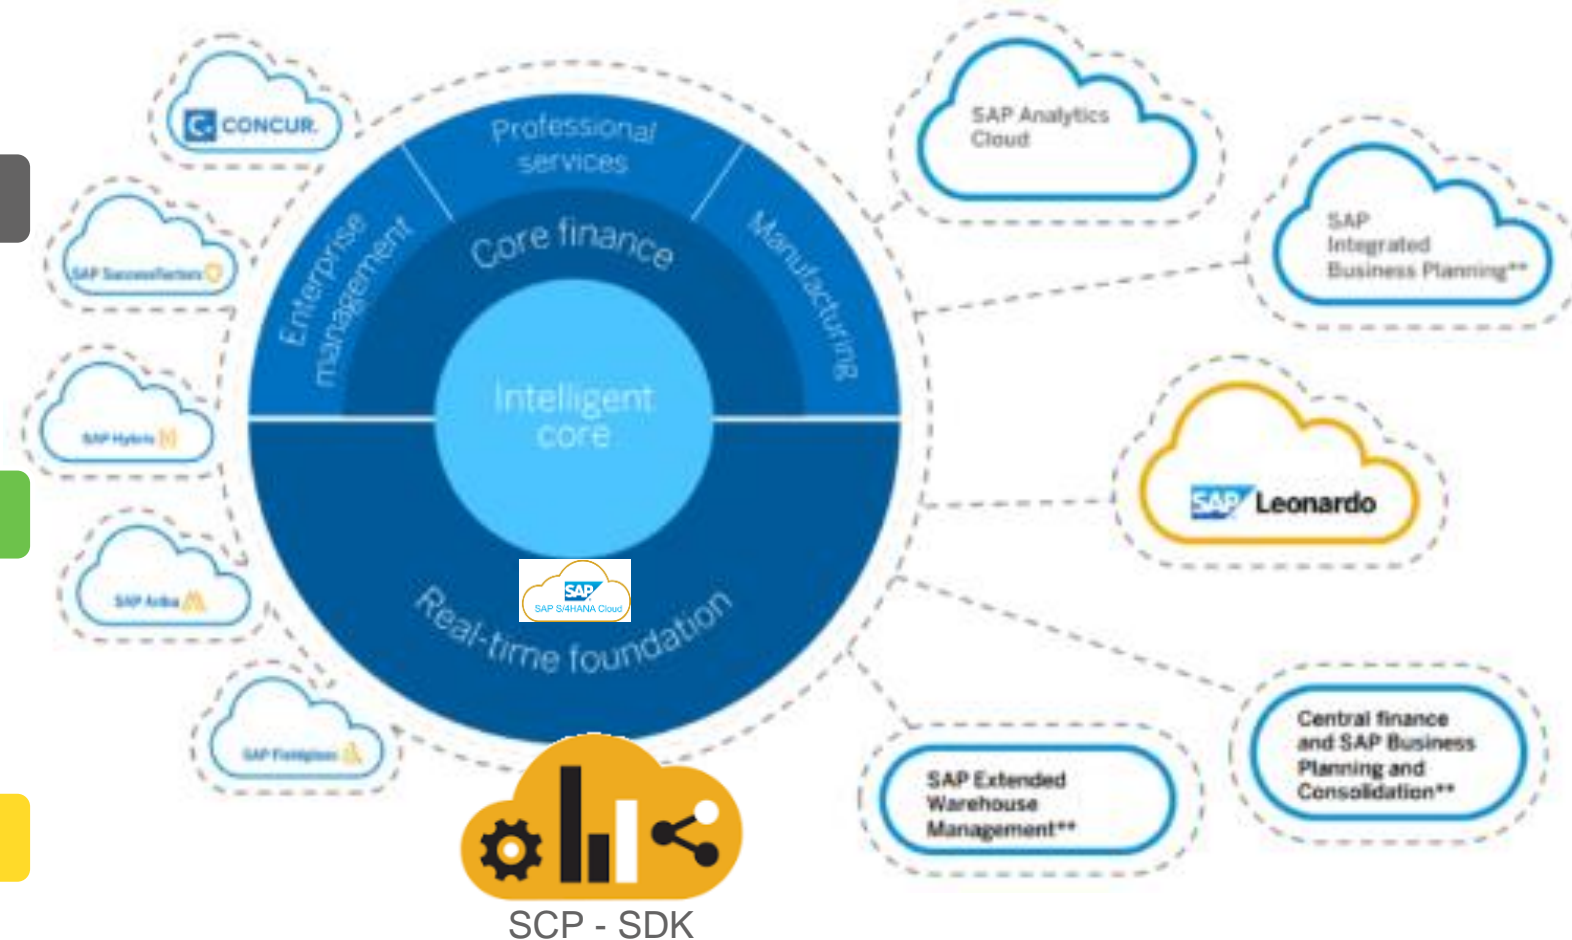 CONCUR.
SAP SuccessFactors
SAP Hybris
SAP Ariba
SAP Fieldglass
Professional
services
Enterprise
management
Manufacturing
Core finance
Intelligent
core
SAP
SAP S/4HANA Cloud
Real-time foundation
SCP - SDK
SAP Analytics
Cloud
SAP
Integrated
Business Planning**
SAP Leonardo
Central finance
and SAP Business
Planning and
Consolidation**
SAP Extended
Warehouse
Management**